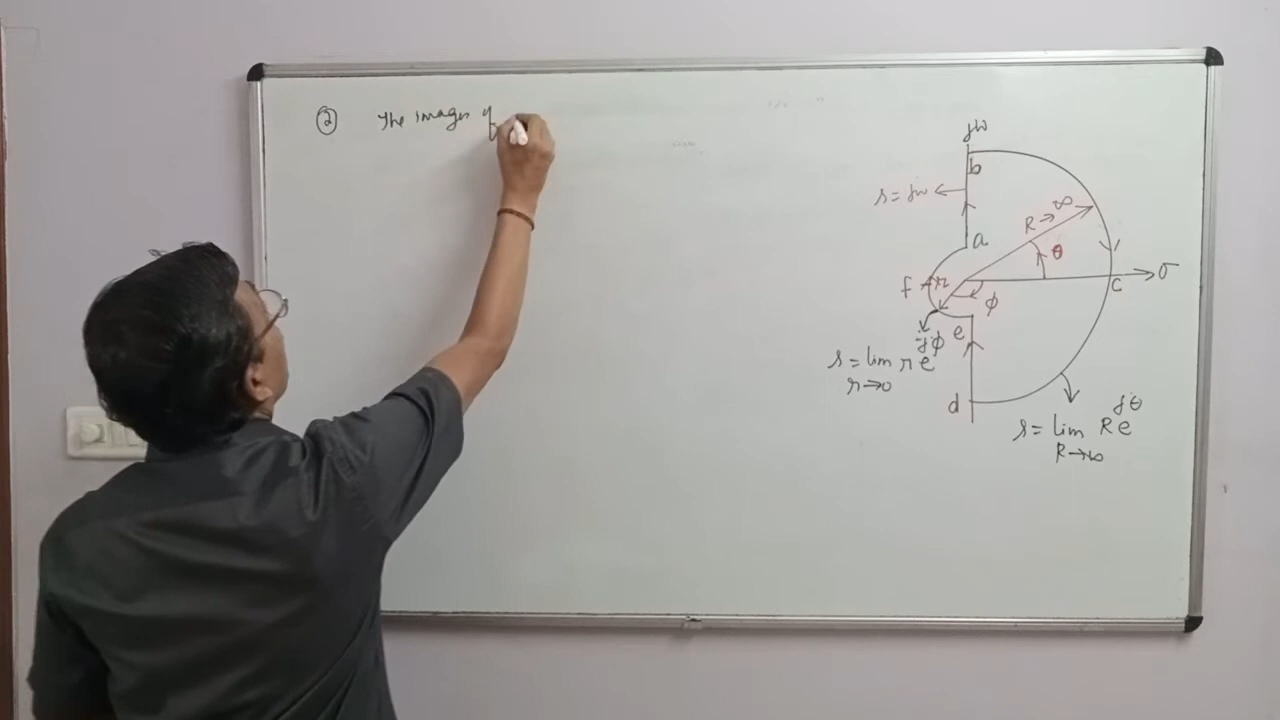 ② The images of
jω
b
s = jω
a
R → ∞
θ
σ
c
f
r
φ
e
s = lim r e^jφ
r→0
d
s = lim R e^jθ
R→∞